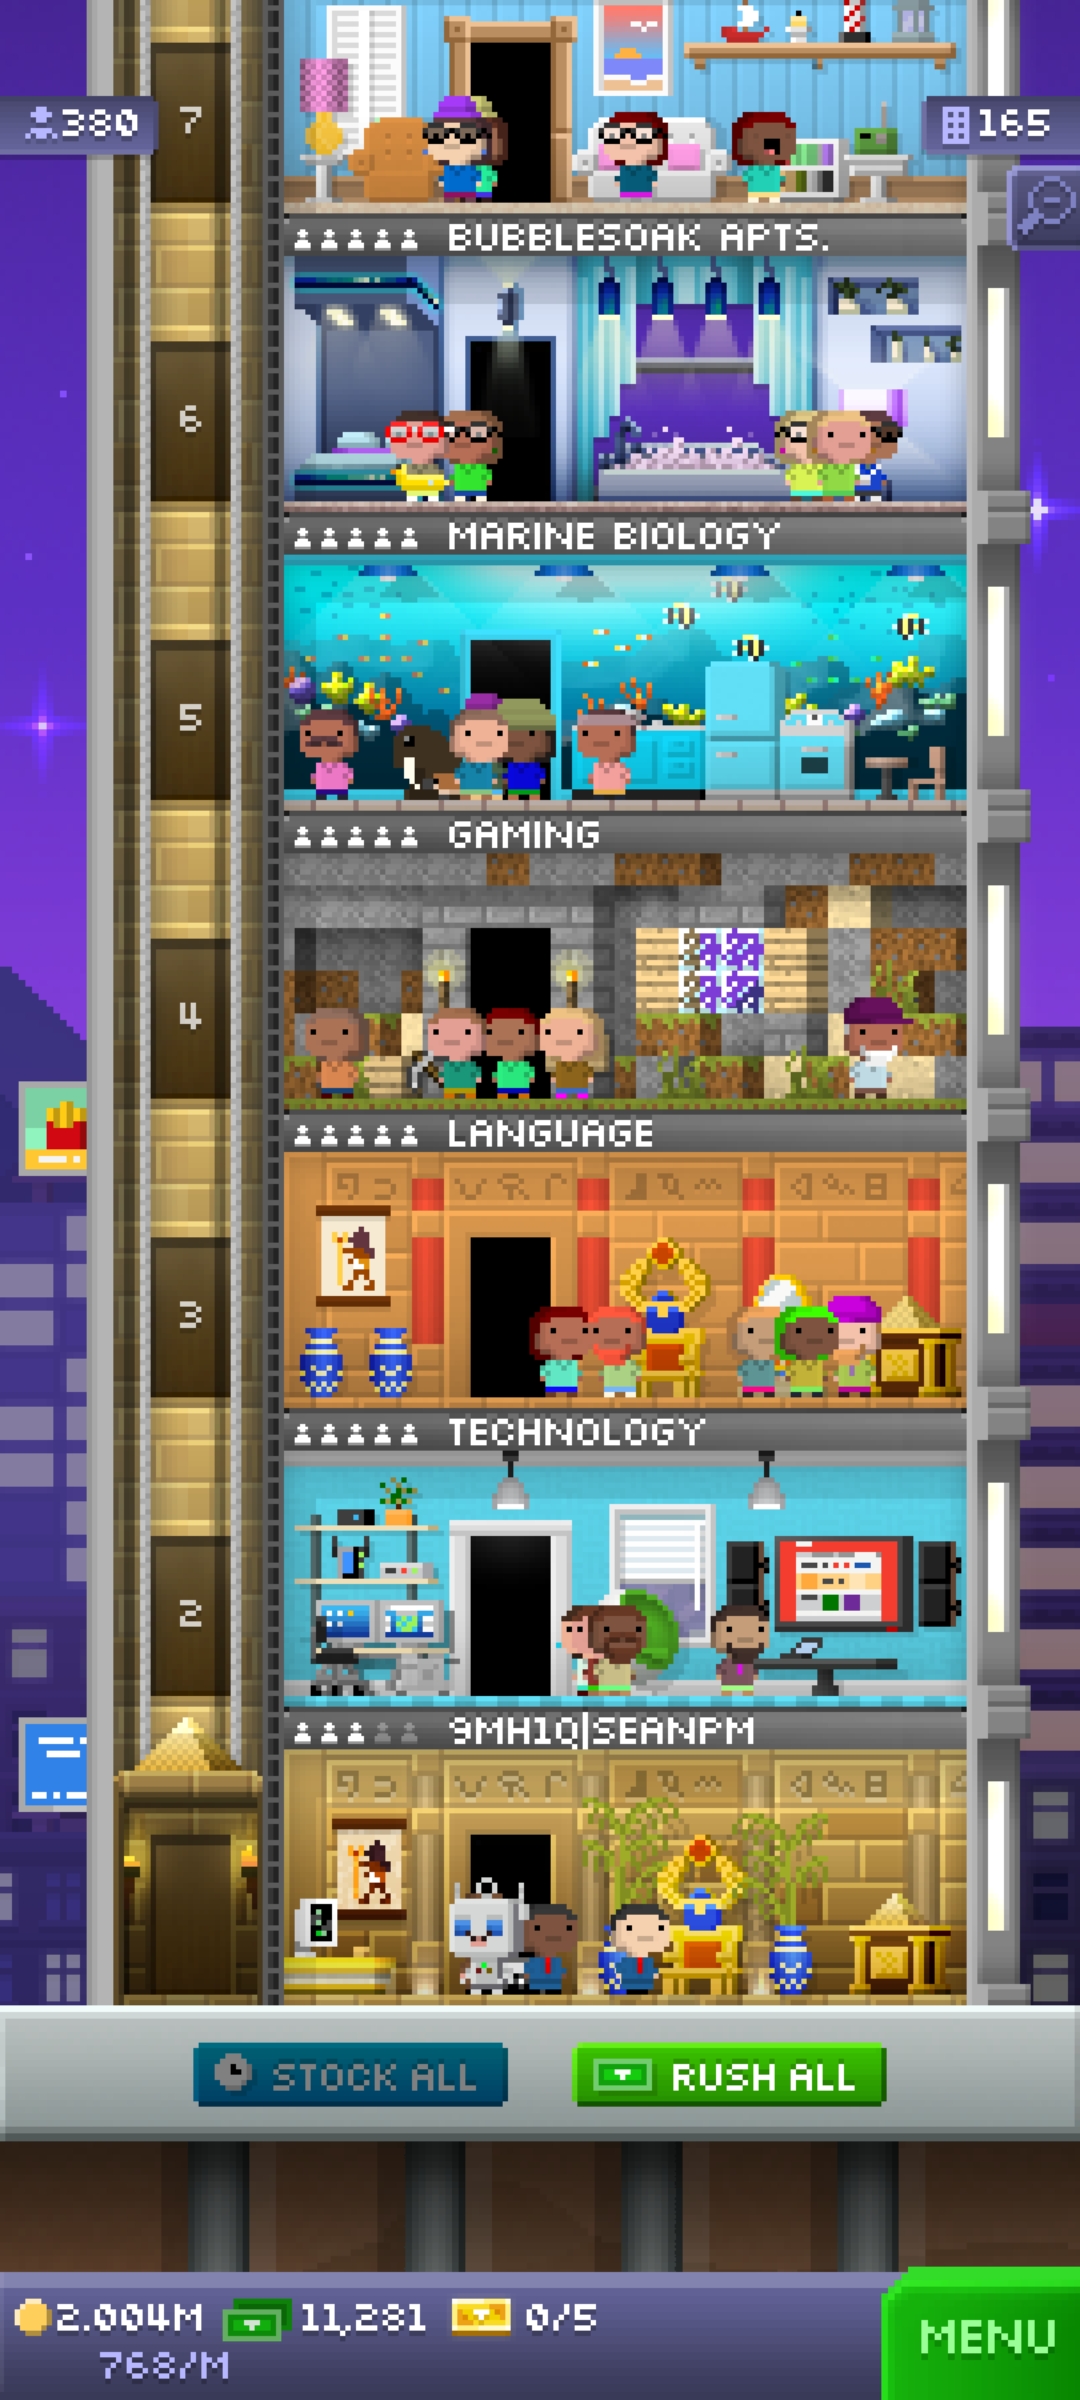 380
7
165
BUBBLESOAK APTS.
6
MARINE BIOLOGY
5
GAMING
4
LANGUAGE
3
TECHNOLOGY
2
9MH1Q|SEANPM
STOCK ALL
RUSH ALL
2.004M
11,281
0/5
768/M
MENU